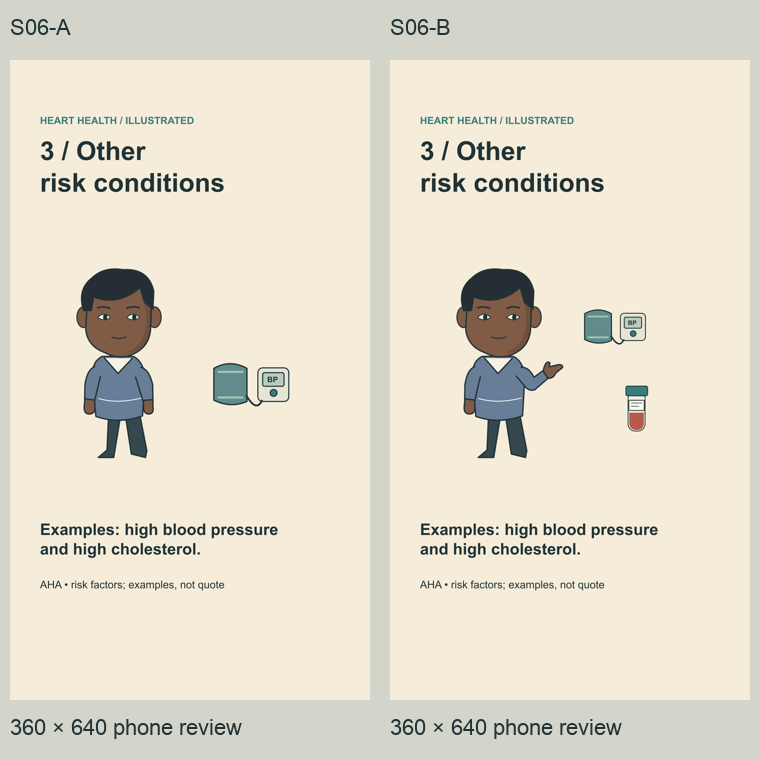 S06-A
HEART HEALTH / ILLUSTRATED
3 / Other
risk conditions
BP
Examples: high blood pressure
and high cholesterol.
AHA • risk factors; examples, not quote
360 × 640 phone review
S06-B
HEART HEALTH / ILLUSTRATED
3 / Other
risk conditions
BP
Examples: high blood pressure
and high cholesterol.
AHA • risk factors; examples, not quote
360 × 640 phone review